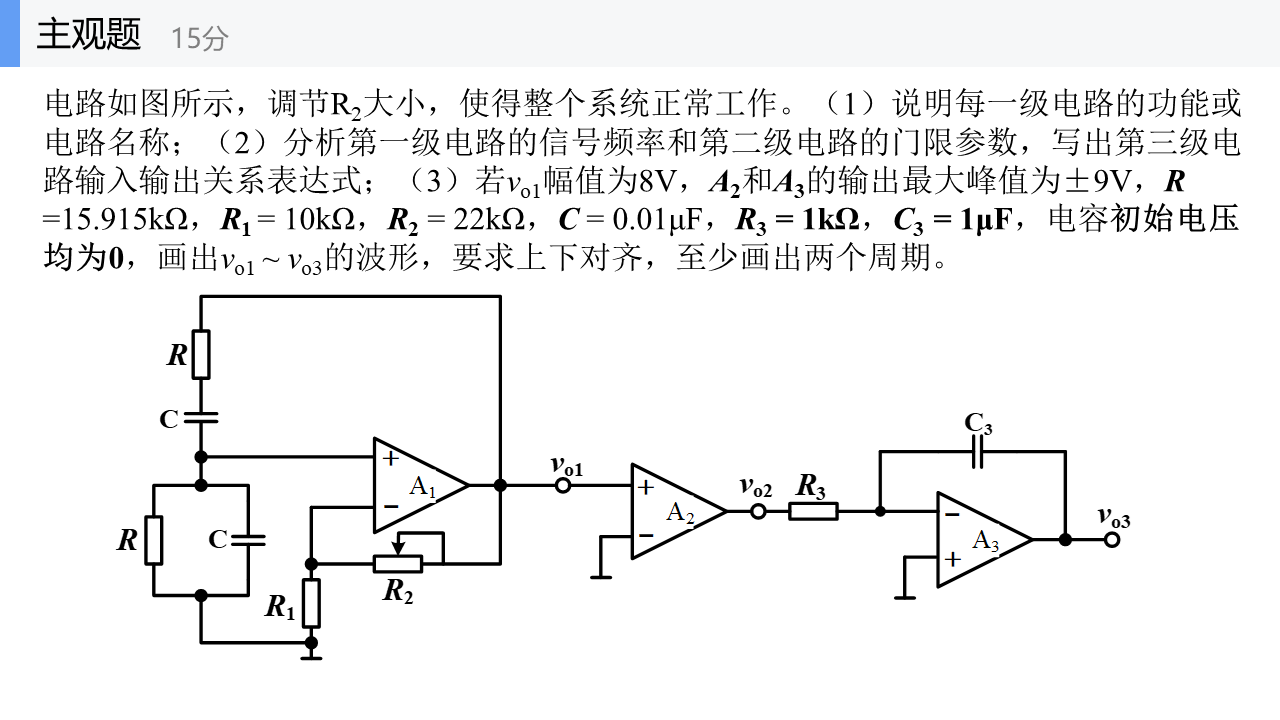 主观题 15分
电路如图所示，调节R2大小，使得整个系统正常工作。（1）说明每一级电路的功能或
电路名称；（2）分析第一级电路的信号频率和第二级电路的门限参数，写出第三级电
路输入输出关系表达式；（3）若vo1幅值为8V，A2和A3的输出最大峰值为±9V，R
=15.915kΩ，R1 = 10kΩ，R2 = 22kΩ，C = 0.01μF，R3 = 1kΩ，C3 = 1μF，电容初始电压
均为0，画出vo1 ~ vo3的波形，要求上下对齐，至少画出两个周期。
R
C
C3
+
A1
−
vo1
+
A2
−
vo2
R3
−
A3
+
vo3
R
C
R2
R1